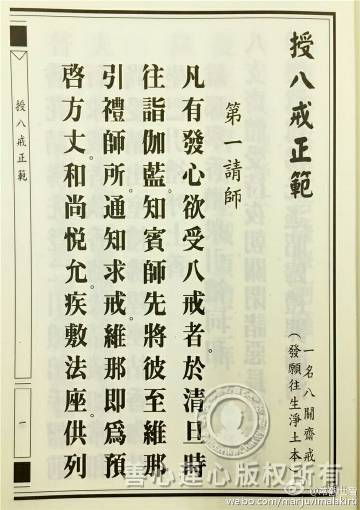 授八戒正範
一名八關齋戒
(發願往生淨土本)
第一請師
凡有發心欲受八戒者。於清旦時
往詣伽藍。知賓師先將彼至維那
引禮師所。通知求戒。維那即爲預
啓方丈。和尚悦允。疾敷法座。供列
授八戒正範
一
善心蓮心版權所有
weibo.com/marjuvimalakirti